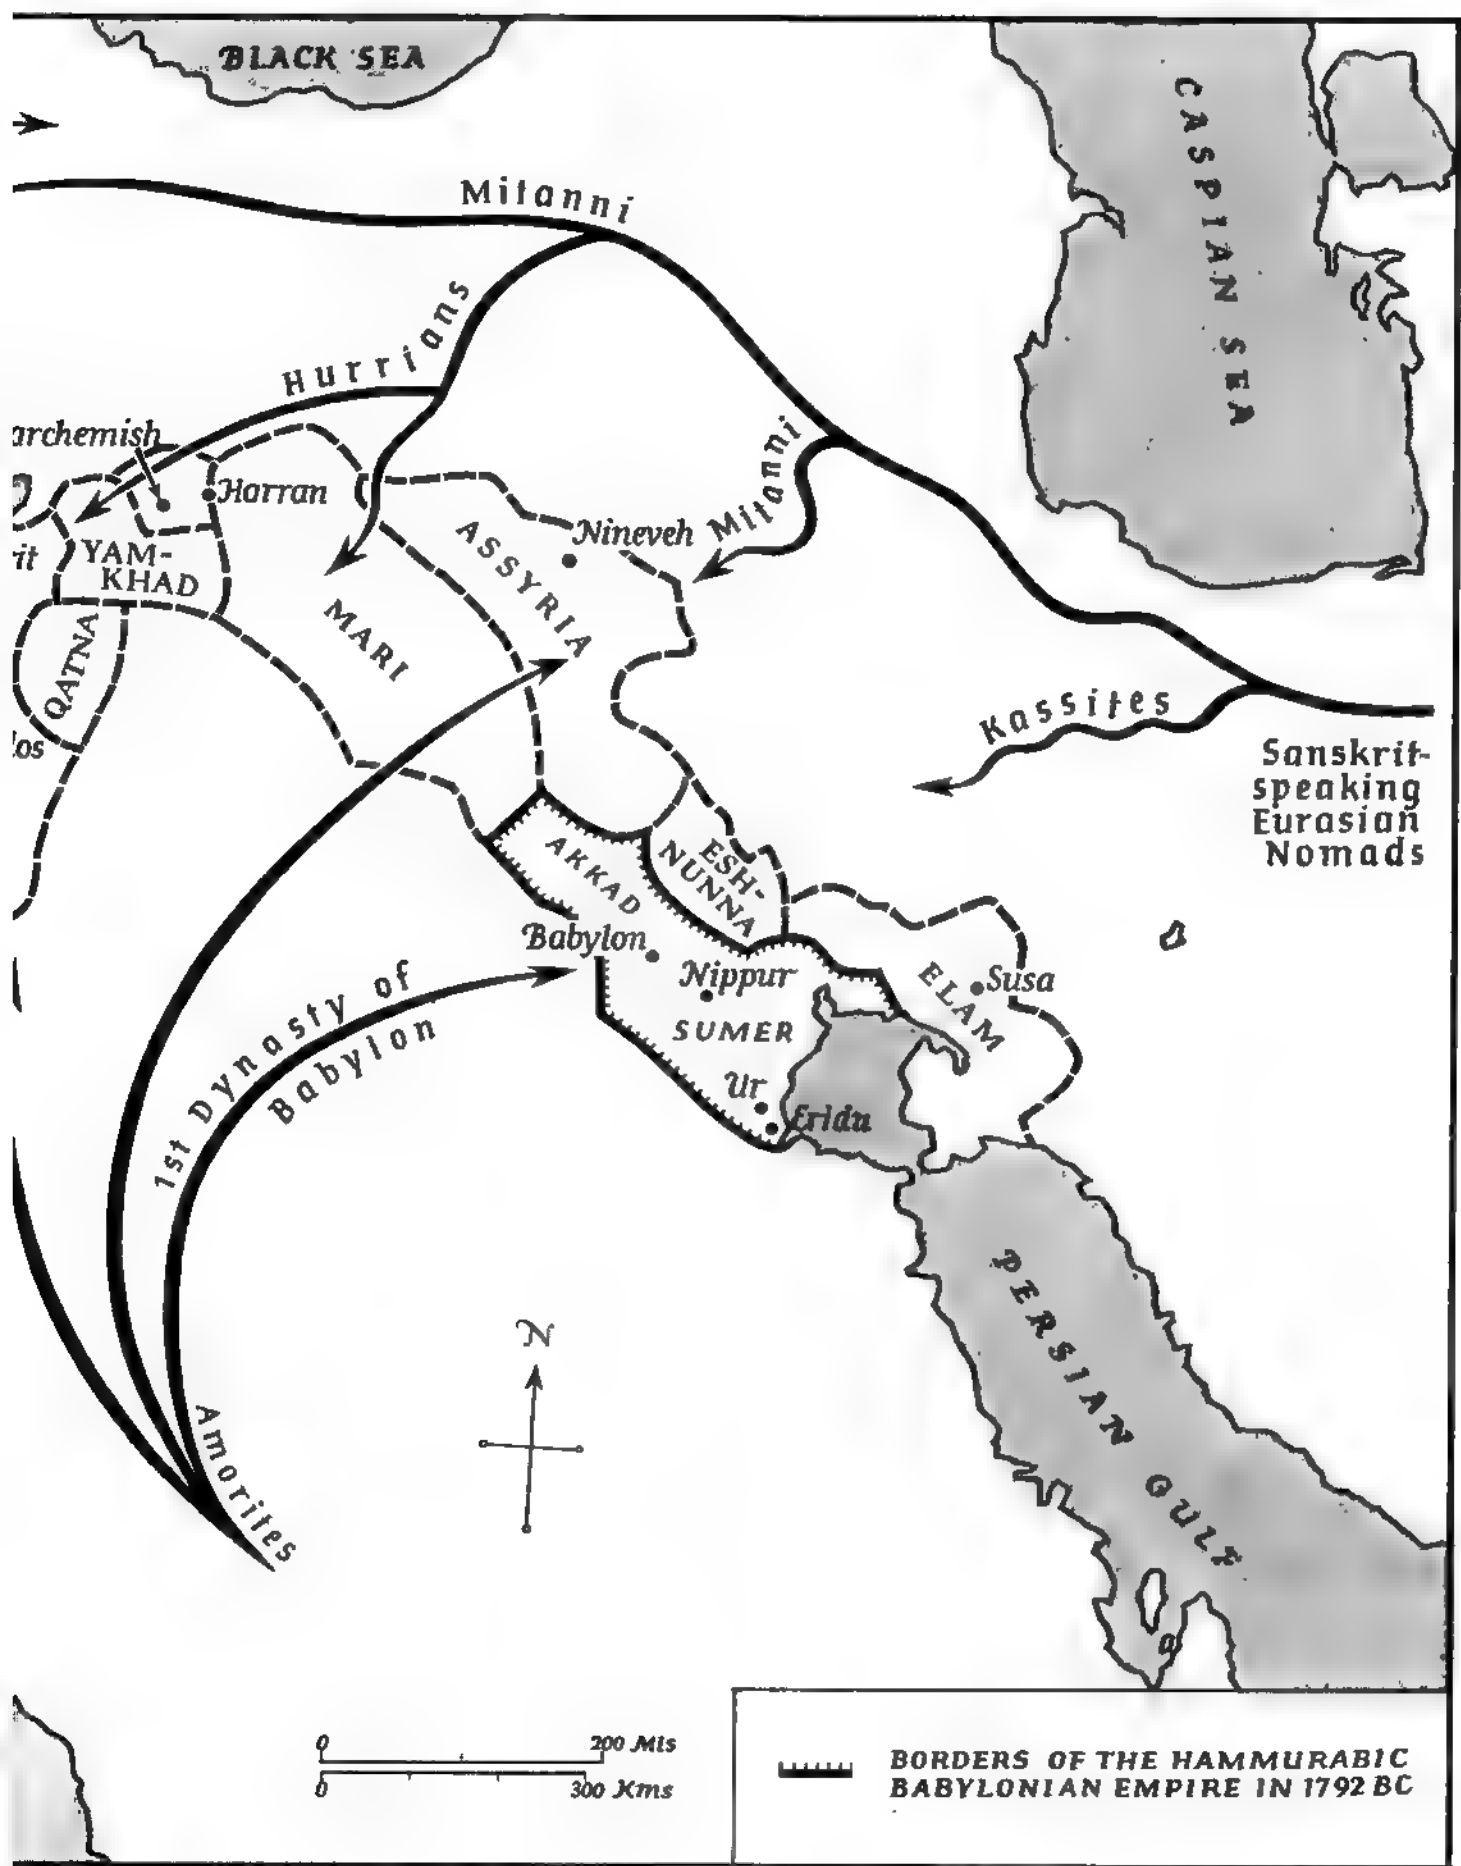 BLACK SEA
CASPIAN SEA
Mitanni
Hurrians
archemish
Harran
Mitanni
Nineveh
ASSYRIA
rit
YAM-
KHAD
MARI
QATNA
los
Kassites
Sanskrit-
speaking
Eurasian
Nomads
AKKAD
ESH-
NUNNA
Babylon
Nippur
ELAM
Susa
SUMER
1st Dynasty of
Babylon
Ur
Eridu
PERSIAN GULF
N
Amorites
0 200 Mls
0 300 Kms
BORDERS OF THE HAMMURABIC
BABYLONIAN EMPIRE IN 1792 BC